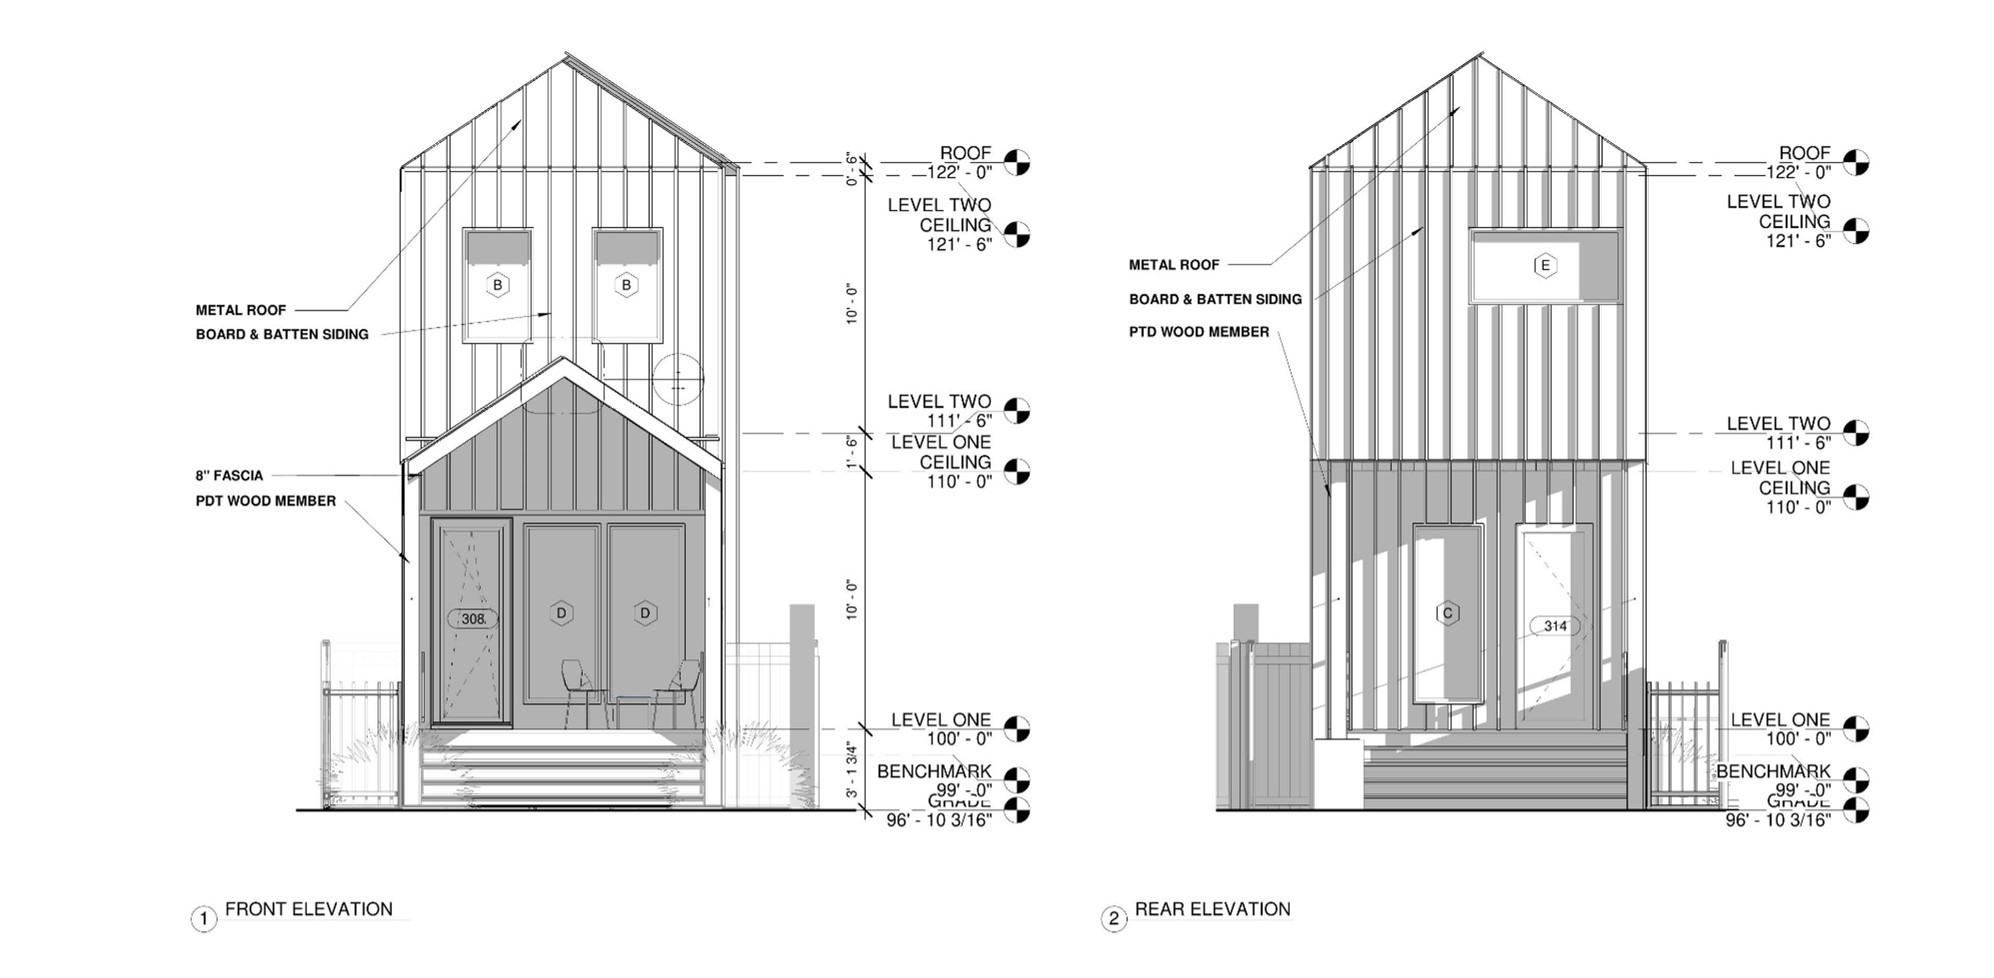 ROOF
122' - 0"
LEVEL TWO
CEILING
121' - 6"
LEVEL TWO
111' - 6"
LEVEL ONE
CEILING
110' - 0"
LEVEL ONE
100' - 0"
BENCHMARK
99' - 0"
GRADE
96' - 10 3/16"
0' - 6"
10' - 0"
1' - 6"
10' - 0"
3' - 1 3/4"
METAL ROOF
BOARD & BATTEN SIDING
8" FASCIA
PDT WOOD MEMBER
B
B
308
D
D
1 FRONT ELEVATION
ROOF
122' - 0"
LEVEL TWO
CEILING
121' - 6"
LEVEL TWO
111' - 6"
LEVEL ONE
CEILING
110' - 0"
LEVEL ONE
100' - 0"
BENCHMARK
99' - 0"
GRADE
96' - 10 3/16"
METAL ROOF
BOARD & BATTEN SIDING
PTD WOOD MEMBER
E
C
314
2 REAR ELEVATION